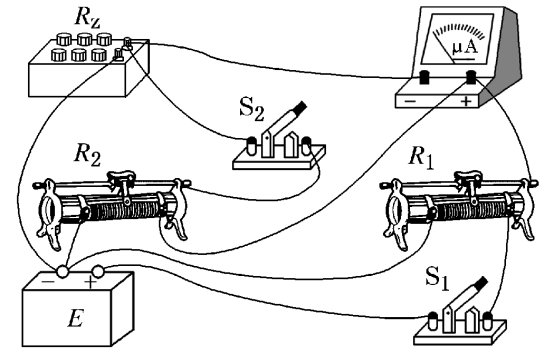 R_z
μA
− +
S_2
R_2
R_1
− +
E
S_1